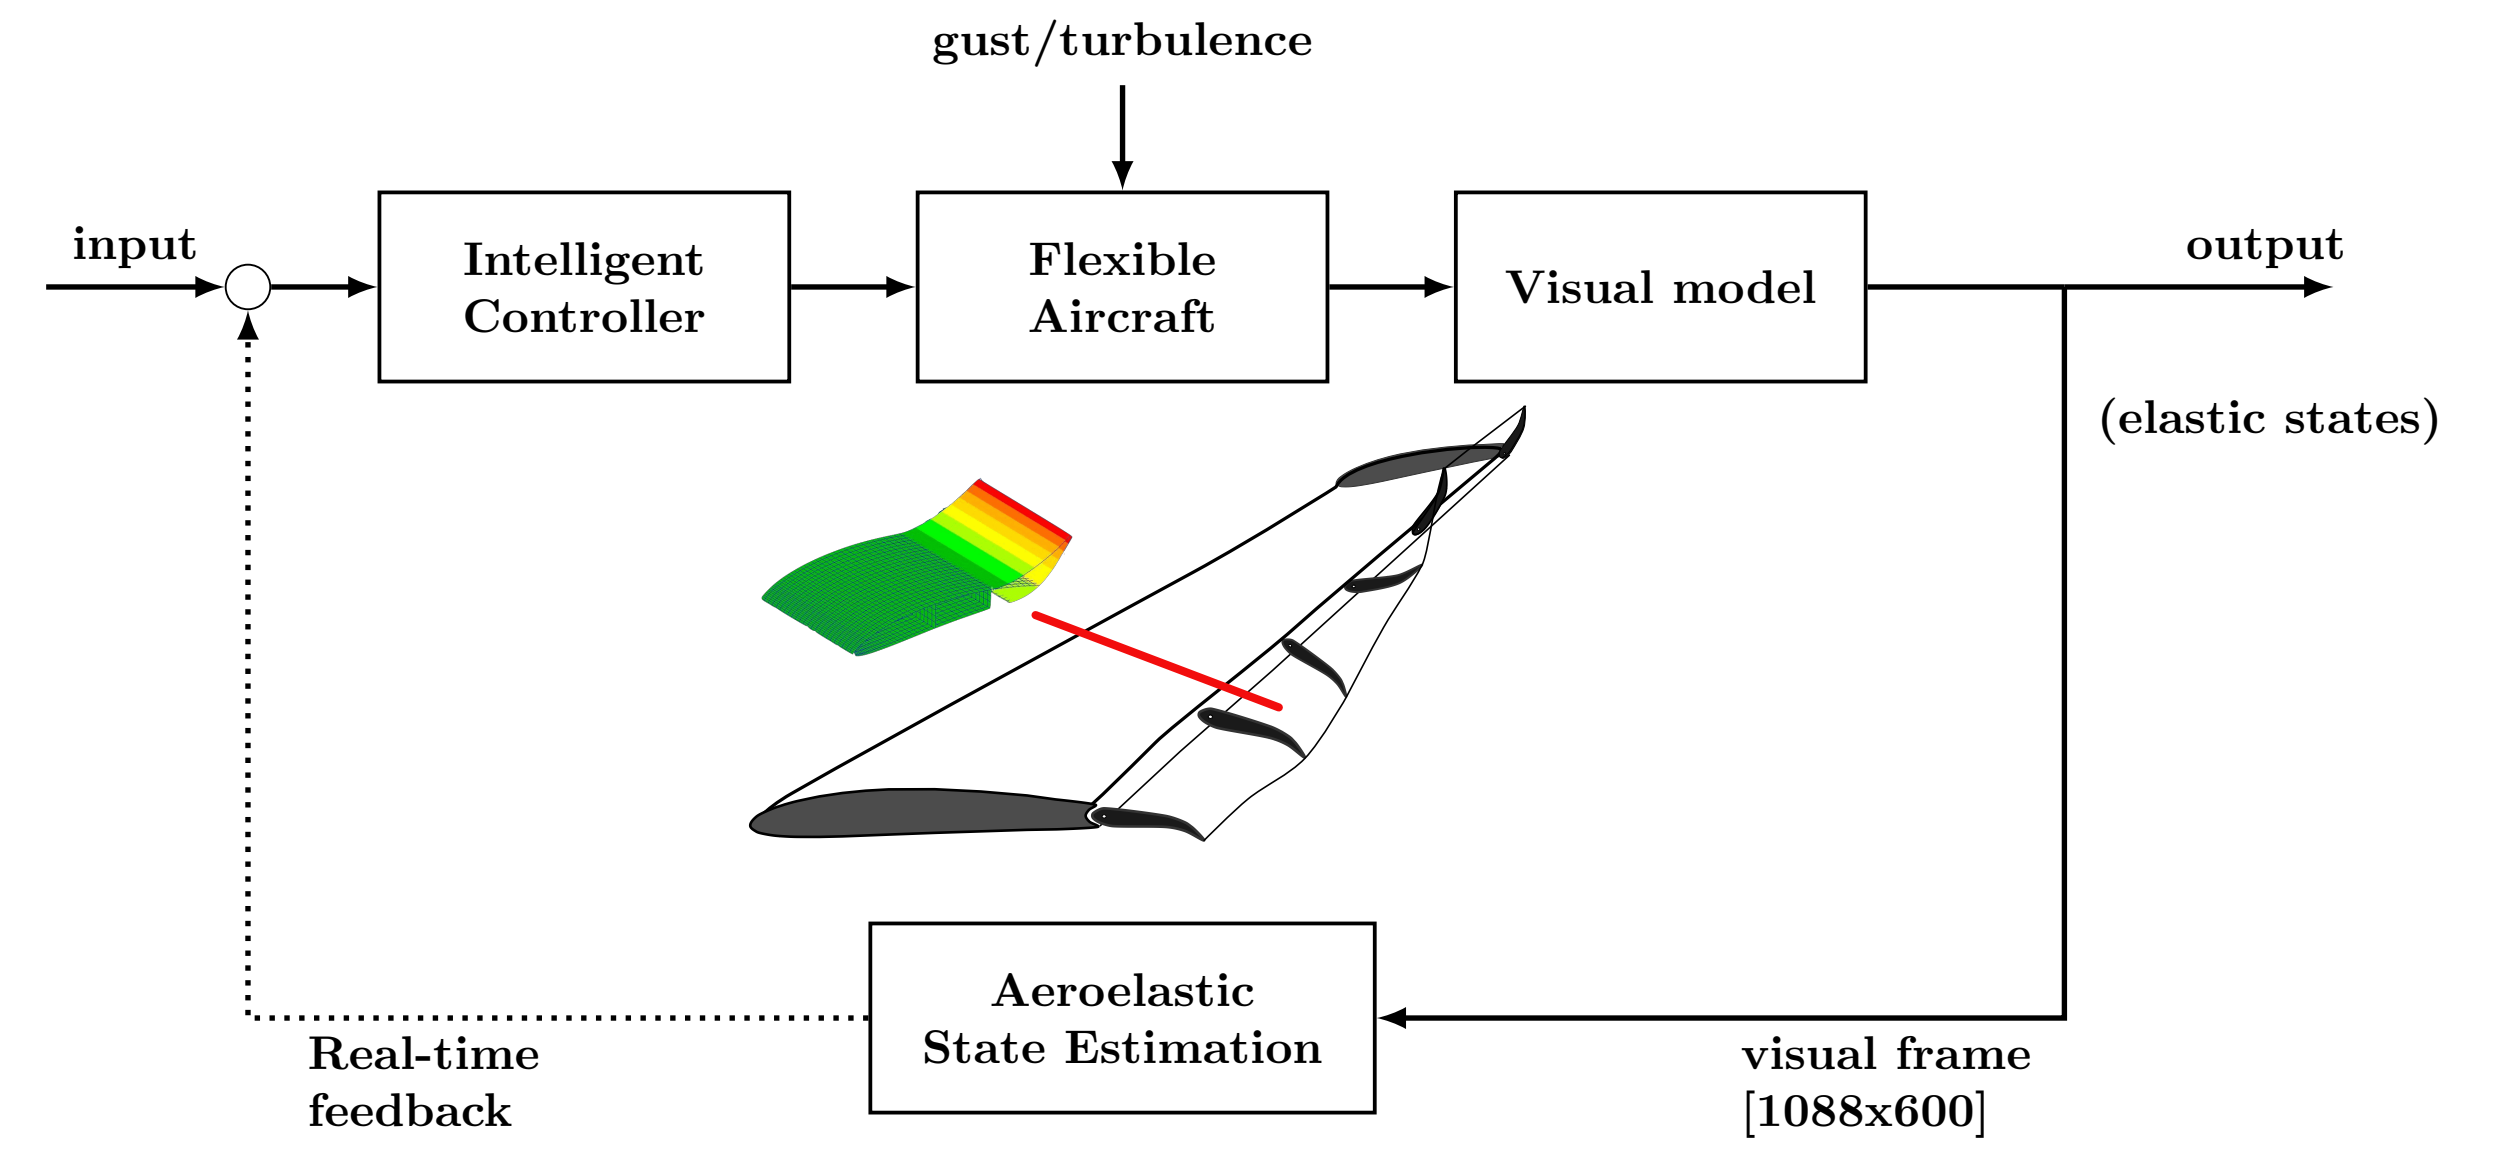 gust/turbulence
input
Intelligent
Controller
Flexible
Aircraft
Visual model
output
(elastic states)
Aeroelastic
State Estimation
Real-time
feedback
visual frame
[1088x600]